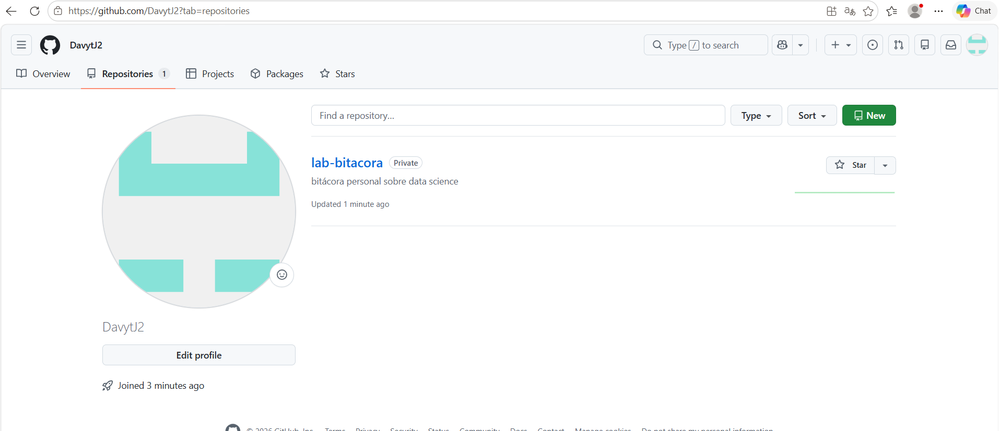 https://github.com/DavytJ2?tab=repositories
Chat
DavytJ2
Type / to search
Overview
Repositories 1
Projects
Packages
Stars
Find a repository...
Type
Sort
New
lab-bitacora Private
Star
bitácora personal sobre data science
Updated 1 minute ago
DavytJ2
Edit profile
Joined 3 minutes ago
© 2026 GitHub, Inc. Terms Privacy Security Status Community Docs Contact Manage cookies Do not share my personal information